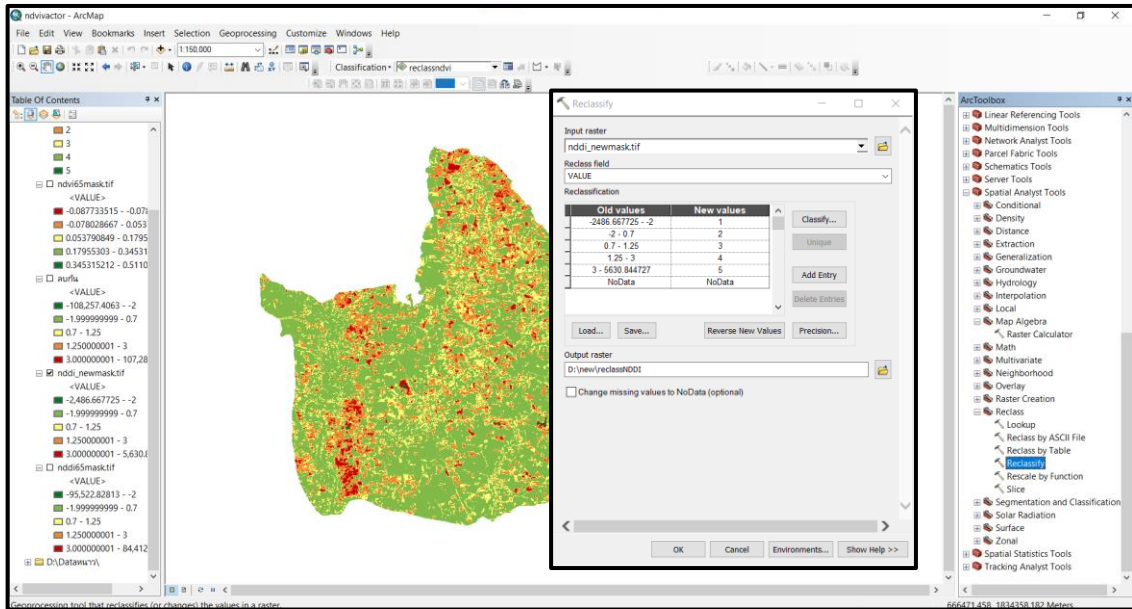 ndvivactor - ArcMap
File Edit View Bookmarks Insert Selection Geoprocessing Customize Windows Help
1:150,000
Classification
reclassndvi
Table Of Contents
2
3
4
5
ndvi65mask.tif
<VALUE>
-0.087733515 - -0.078
-0.078028667 - 0.053
0.053790849 - 0.1795
0.17955303 - 0.34531
0.345315212 - 0.5110
<VALUE>
-108,257.4063 - -2
-1.999999999 - 0.7
0.7 - 1.25
1.250000001 - 3
3.000000001 - 107,28
nddi_newmask.tif
<VALUE>
-2,486.667725 - -2
-1.999999999 - 0.7
0.7 - 1.25
1.250000001 - 3
3.000000001 - 5,630.8
nddi65mask.tif
<VALUE>
-95,522.82813 - -2
-1.999999999 - 0.7
0.7 - 1.25
1.250000001 - 3
3.000000001 - 84,412
Reclassify
Input raster
nddi_newmask.tif
Reclass field
VALUE
Reclassification
Old values New values
-2486.667725 - -2 1
-2 - 0.7 2
0.7 - 1.25 3
1.25 - 3 4
3 - 5630.844727 5
NoData NoData
Classify...
Unique
Add Entry
Delete Entries
Load... Save... Reverse New Values Precision...
Output raster
D:\new\reclassNDDI
Change missing values to NoData (optional)
OK Cancel Environments... Show Help >>
ArcToolbox
Linear Referencing Tools
Multidimension Tools
Network Analyst Tools
Parcel Fabric Tools
Schematics Tools
Server Tools
Spatial Analyst Tools
Conditional
Density
Distance
Extraction
Generalization
Groundwater
Hydrology
Interpolation
Local
Map Algebra
Raster Calculator
Math
Multivariate
Neighborhood
Overlay
Raster Creation
Reclass
Lookup
Reclass by ASCII File
Reclass by Table
Reclassify
Rescale by Function
Slice
Segmentation and Classification
Solar Radiation
Surface
Zonal
Spatial Statistics Tools
Tracking Analyst Tools
Geoprocessing tool that reclassifies (or changes) the values in a raster.
666471.458 1834358.182 Meters